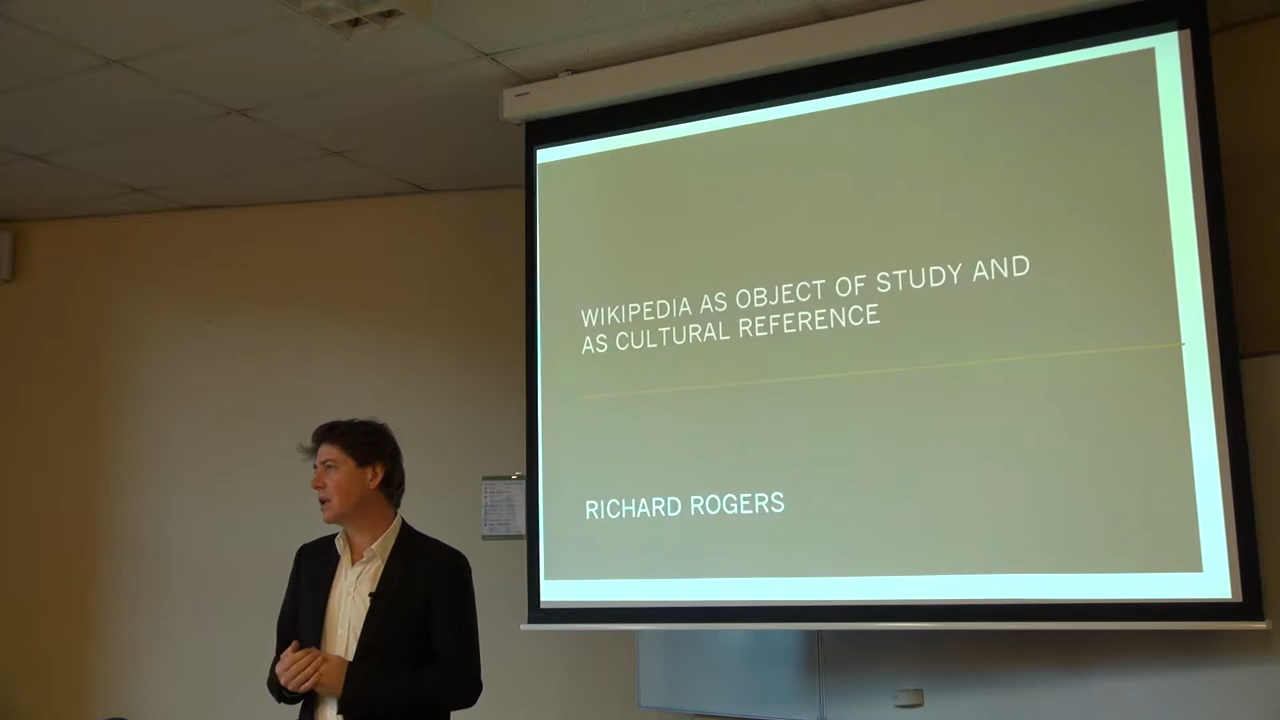 WIKIPEDIA AS OBJECT OF STUDY AND
AS CULTURAL REFERENCE
RICHARD ROGERS